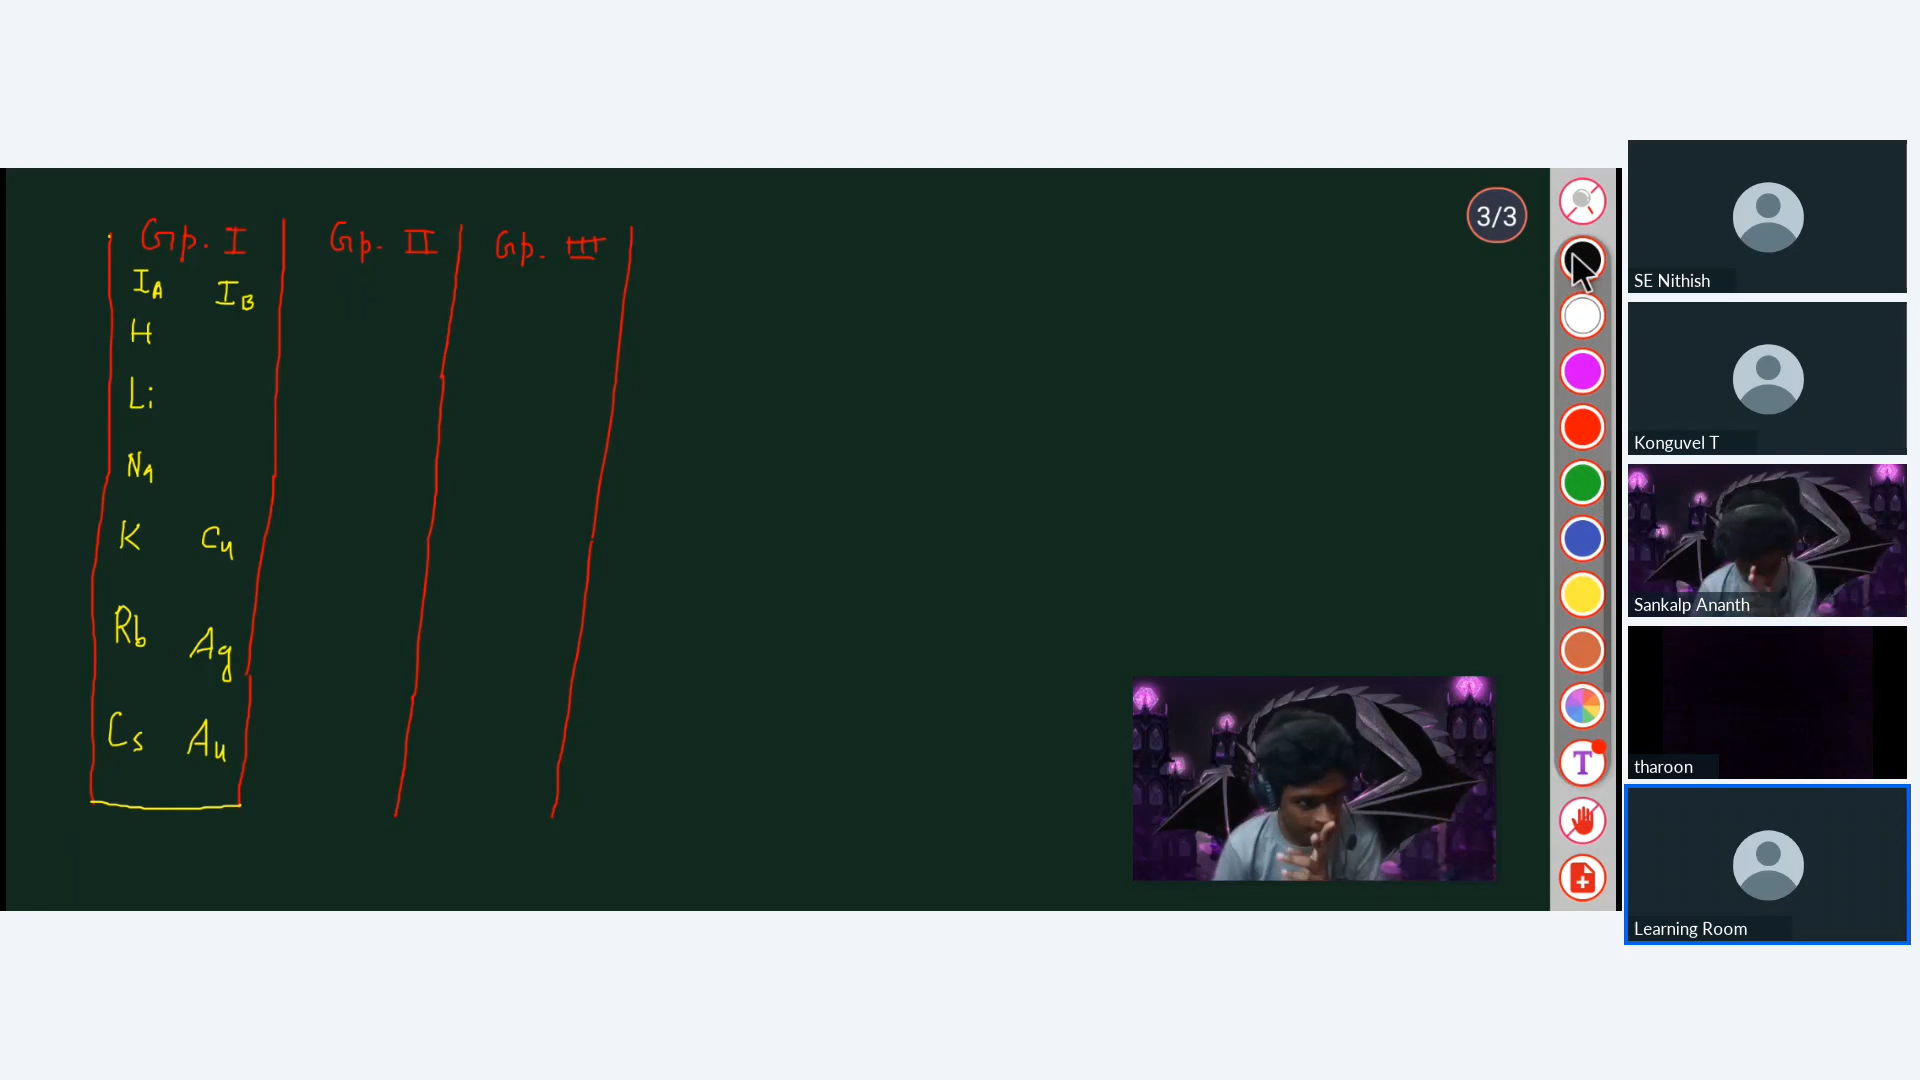 Gp. I Gp. II Gp. III
3/3
IA IB
H
Li
Na
K Cu
Rb Ag
Cs Au
T
SE Nithish
Konguvel T
Sankalp Ananth
tharoon
Learning Room